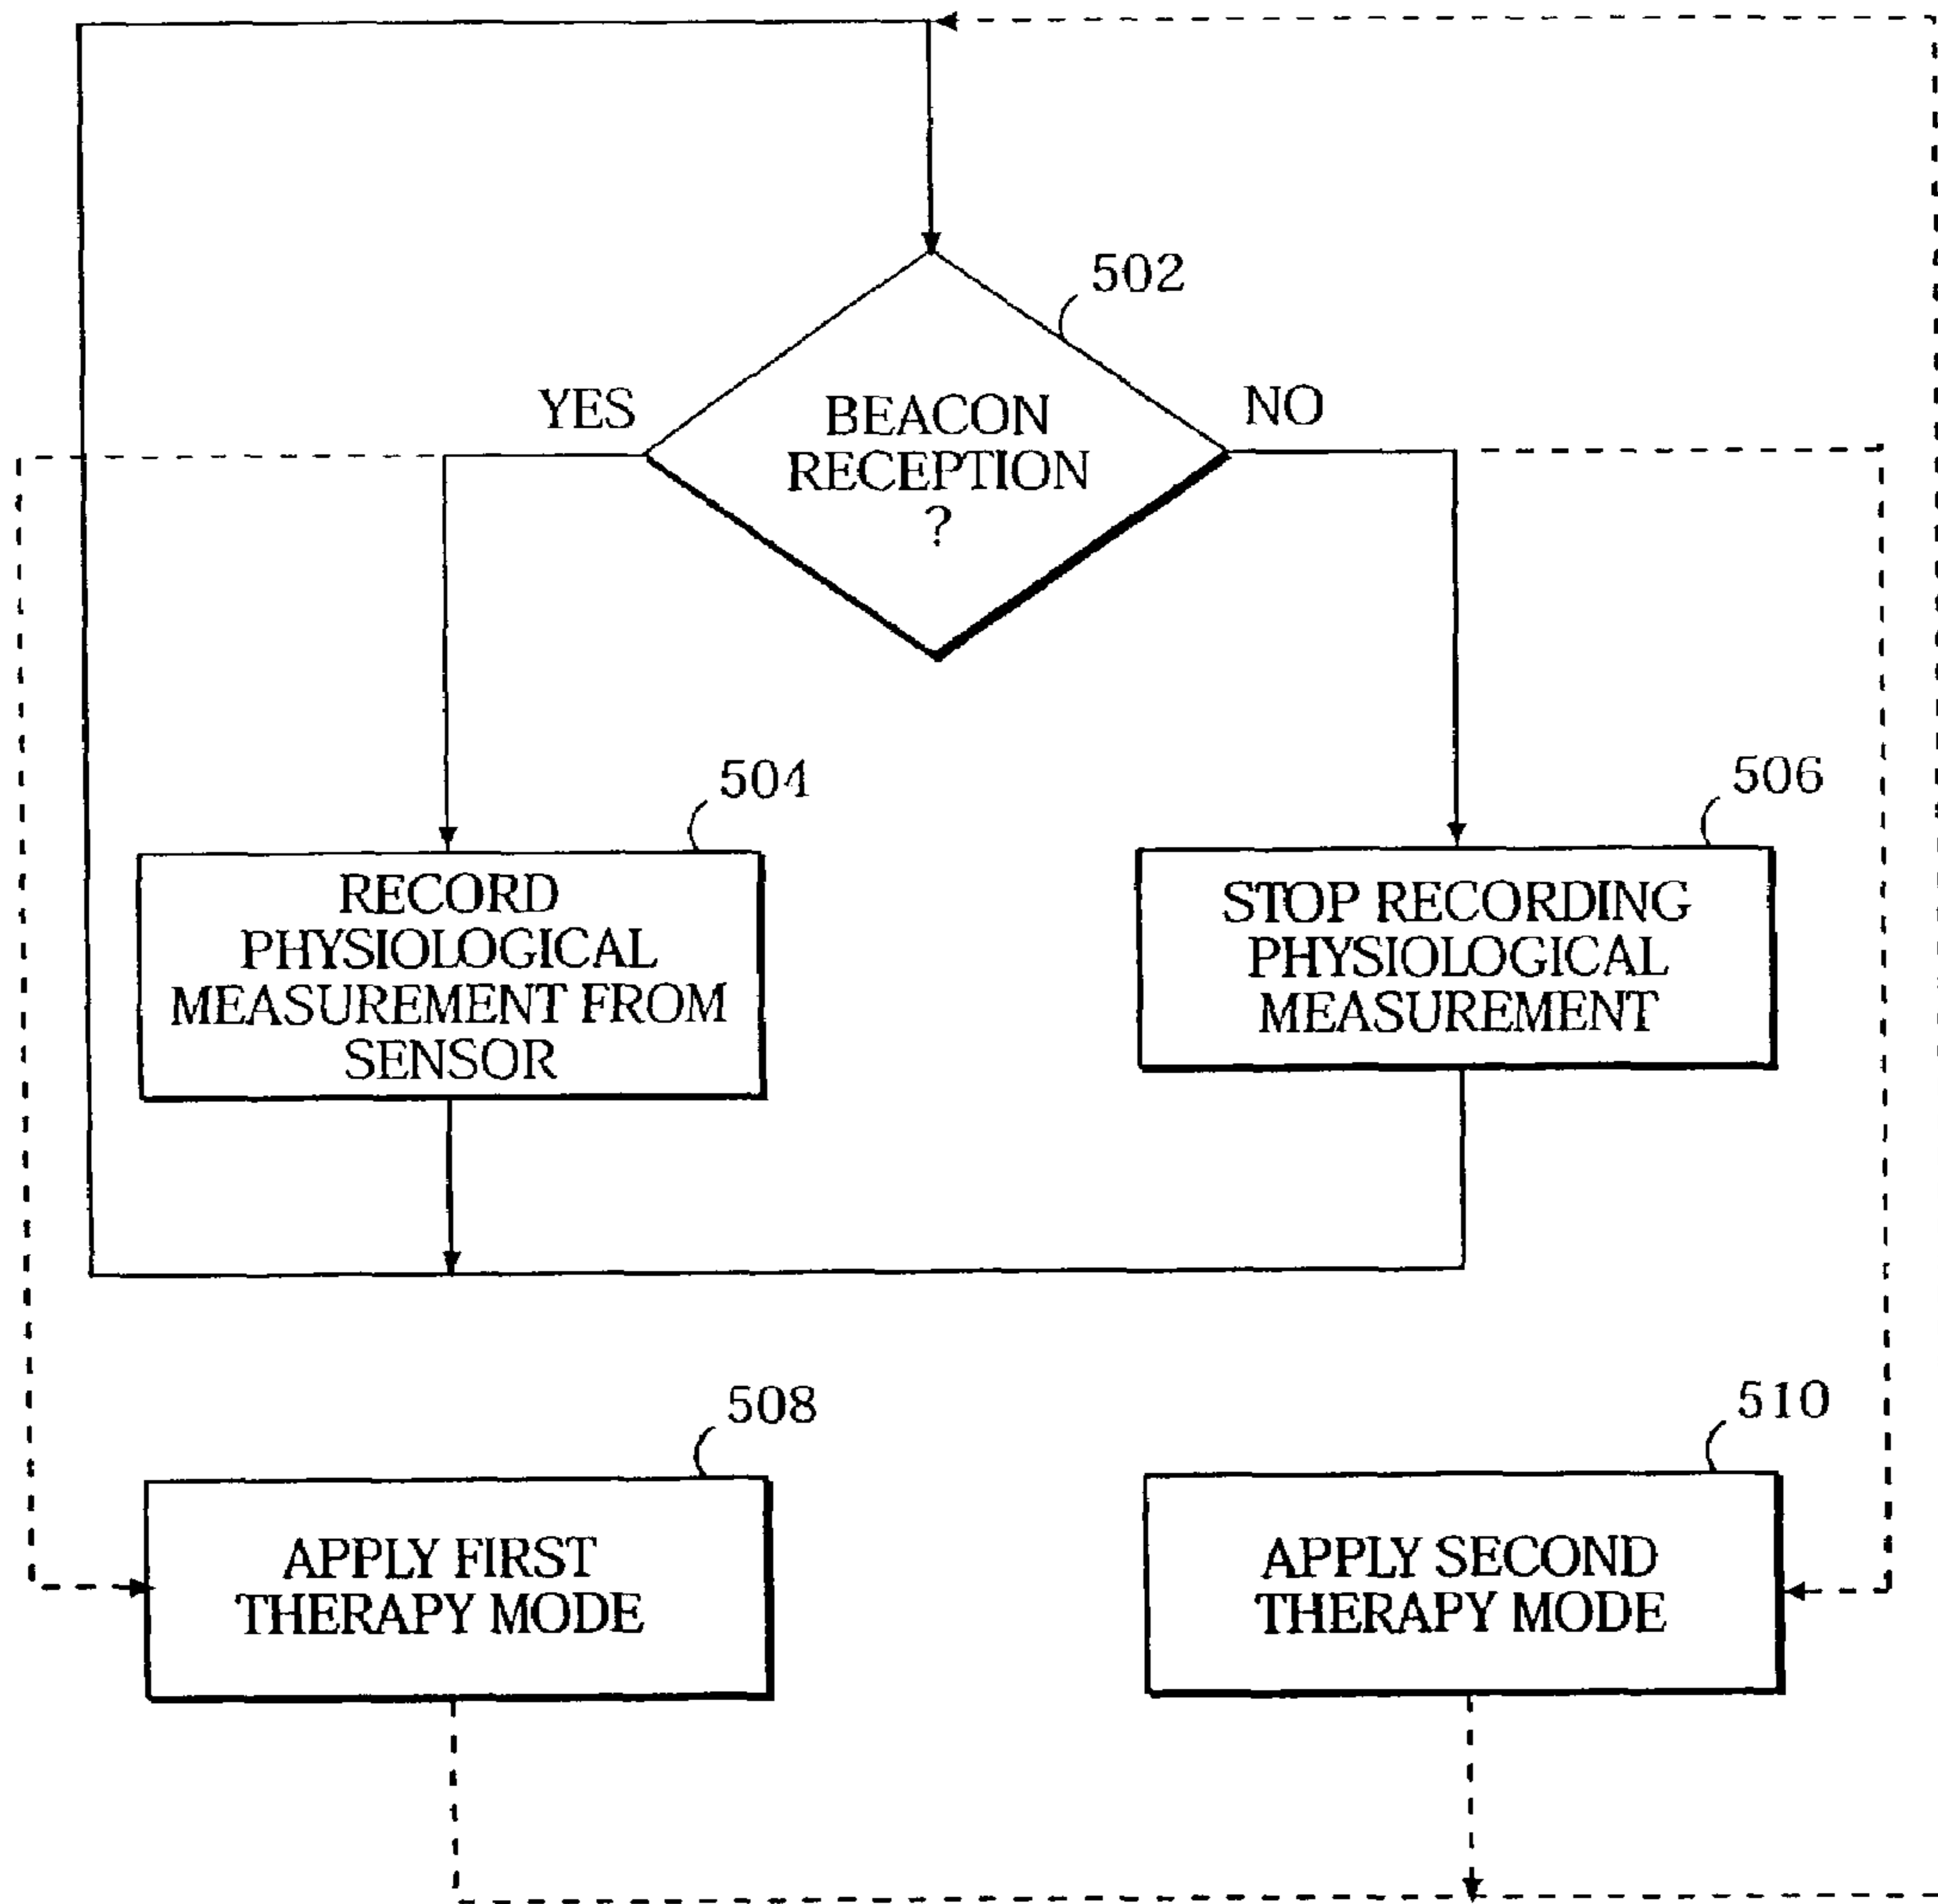 502
YES
BEACON
RECEPTION
?
NO
504
RECORD
PHYSIOLOGICAL
MEASUREMENT FROM
SENSOR
506
STOP RECORDING
PHYSIOLOGICAL
MEASUREMENT
508
APPLY FIRST
THERAPY MODE
510
APPLY SECOND
THERAPY MODE